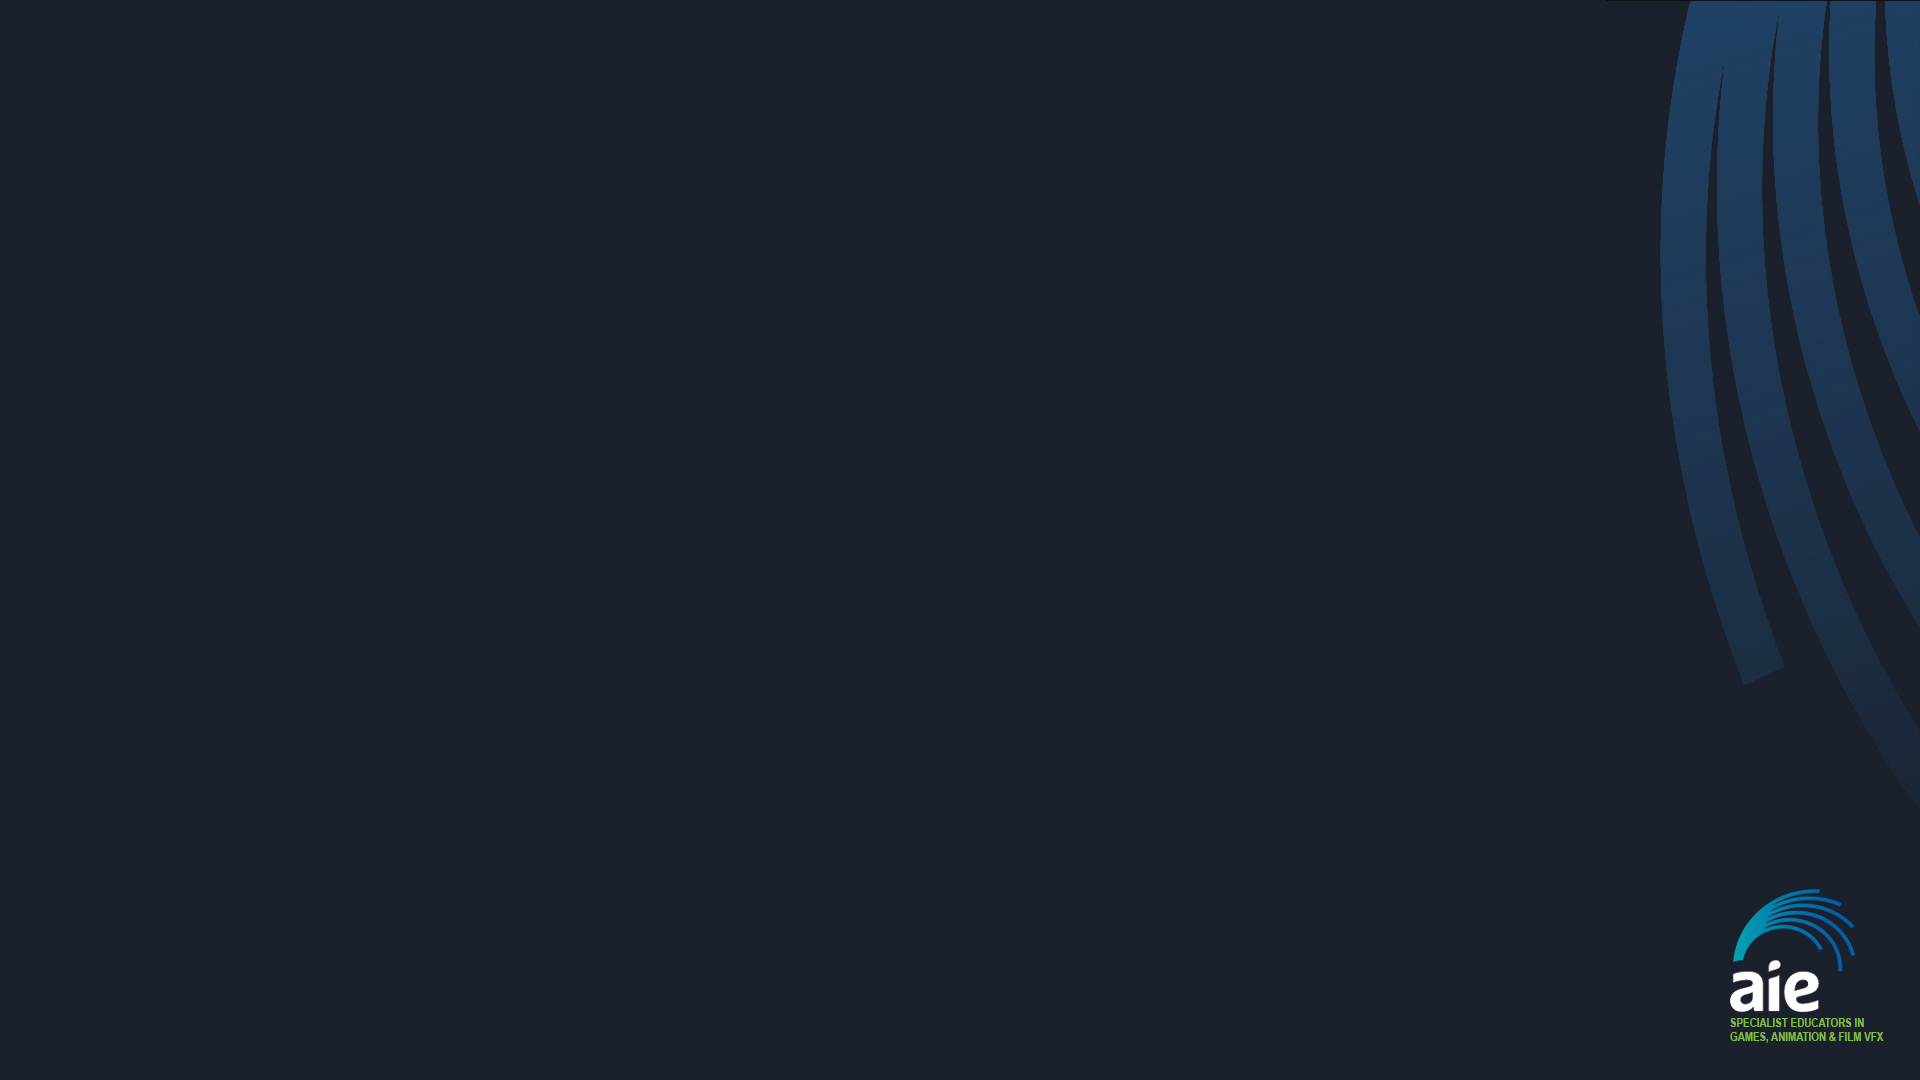 aie
SPECIALIST EDUCATORS IN
GAMES, ANIMATION & FILM VFX